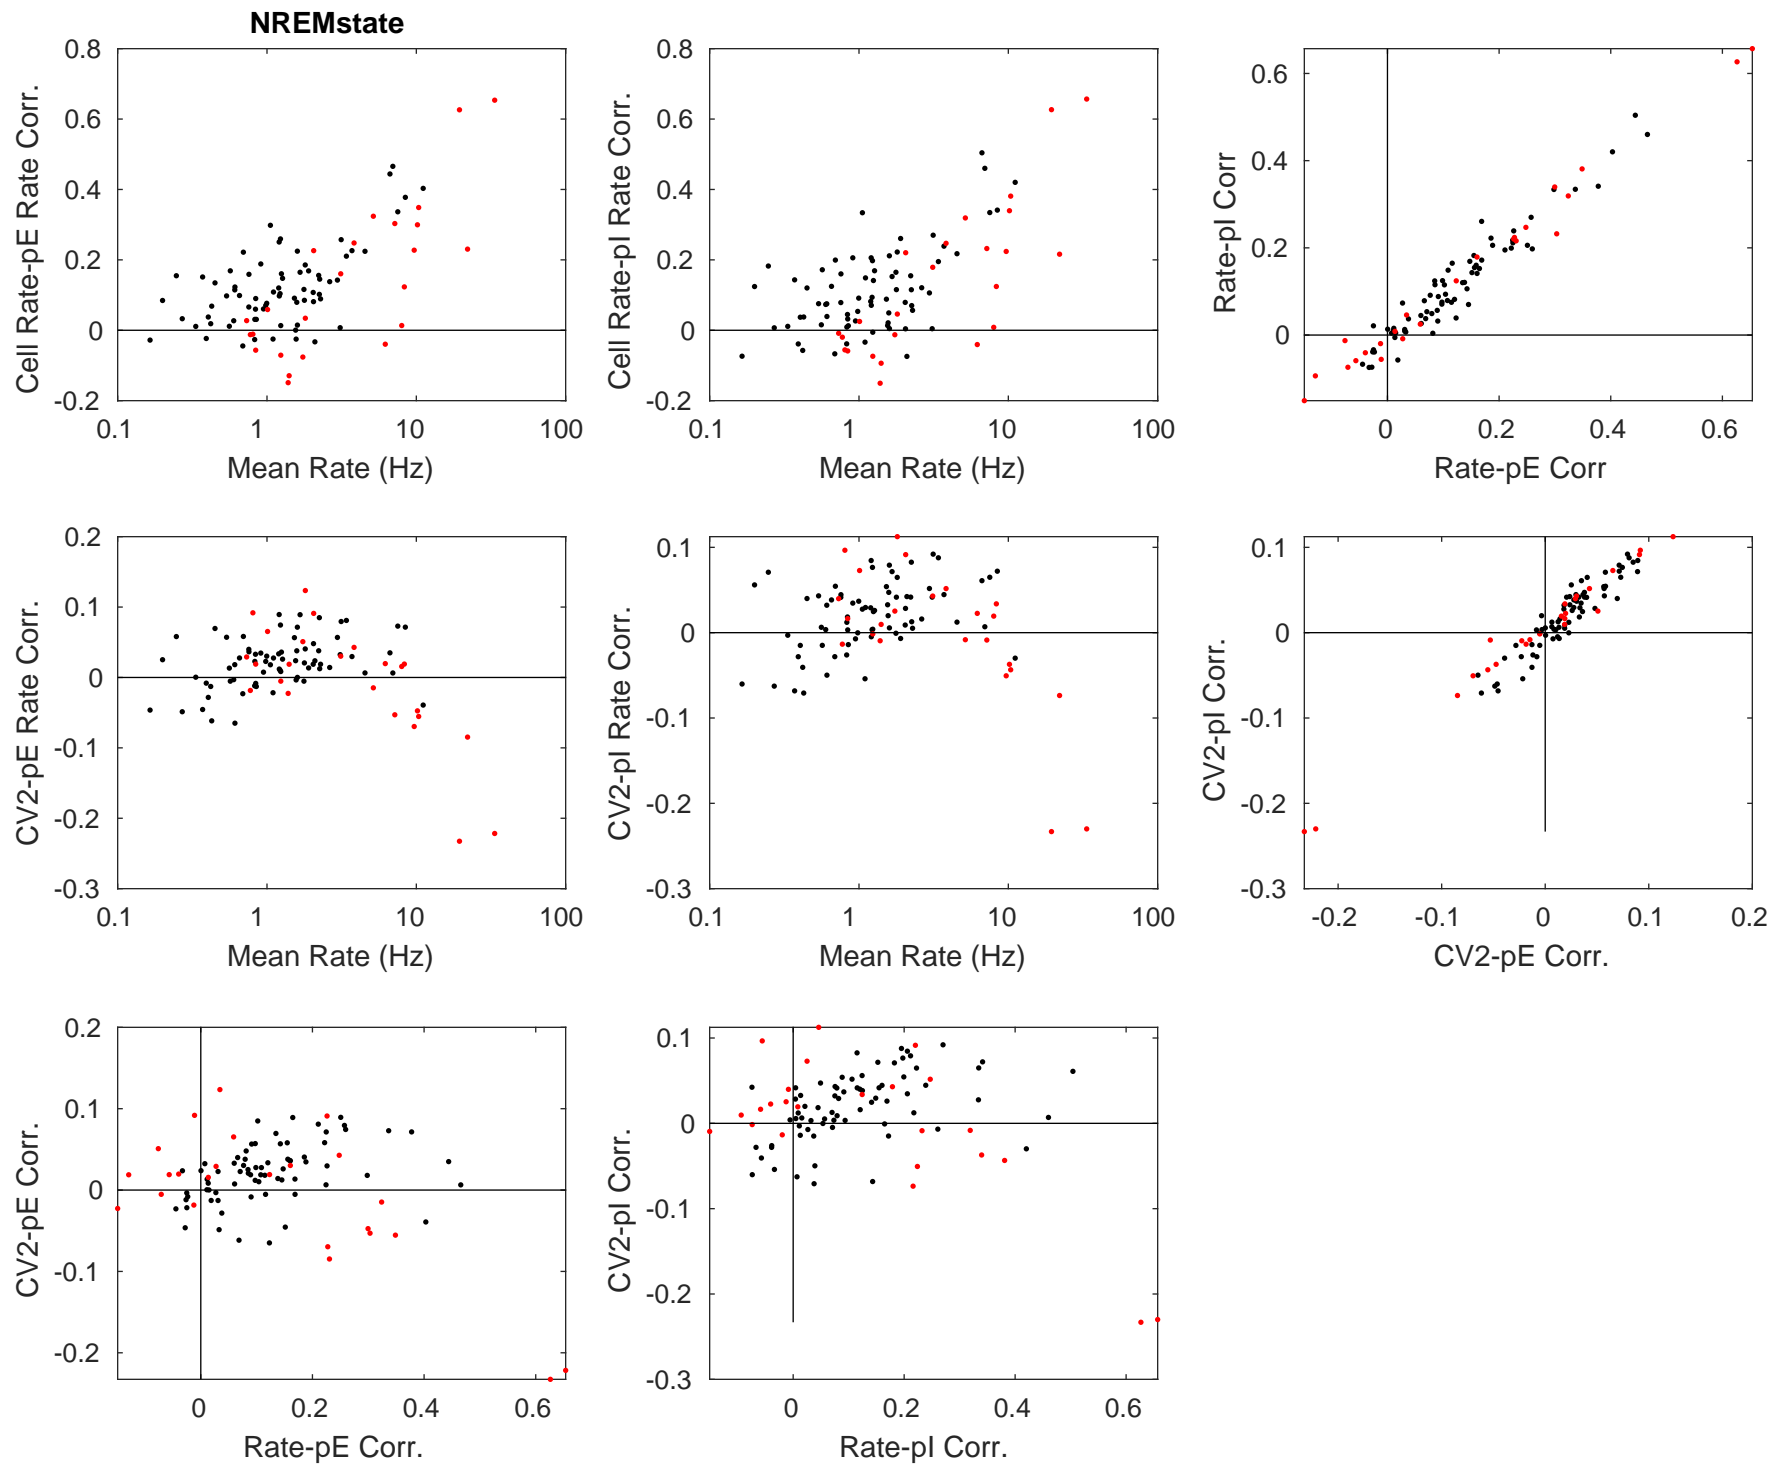 NREMstate
Cell Rate-pE Rate Corr.
0.8
0.6
0.4
0.2
0
-0.2
0.1 1 10 100
Mean Rate (Hz)
Cell Rate-pI Rate Corr.
0.8
0.6
0.4
0.2
0
-0.2
0.1 1 10 100
Mean Rate (Hz)
Rate-pI Corr
0.6
0.4
0.2
0
0 0.2 0.4 0.6
Rate-pE Corr
CV2-pE Rate Corr.
0.2
0.1
0
-0.1
-0.2
-0.3
0.1 1 10 100
Mean Rate (Hz)
CV2-pI Rate Corr.
0.1
0
-0.1
-0.2
-0.3
0.1 1 10 100
Mean Rate (Hz)
CV2-pI Corr.
0.1
0
-0.1
-0.2
-0.3
-0.2 -0.1 0 0.1 0.2
CV2-pE Corr.
CV2-pE Corr.
0.2
0.1
0
-0.1
-0.2
0 0.2 0.4 0.6
Rate-pE Corr.
CV2-pI Corr.
0.1
0
-0.1
-0.2
-0.3
0 0.2 0.4 0.6
Rate-pI Corr.